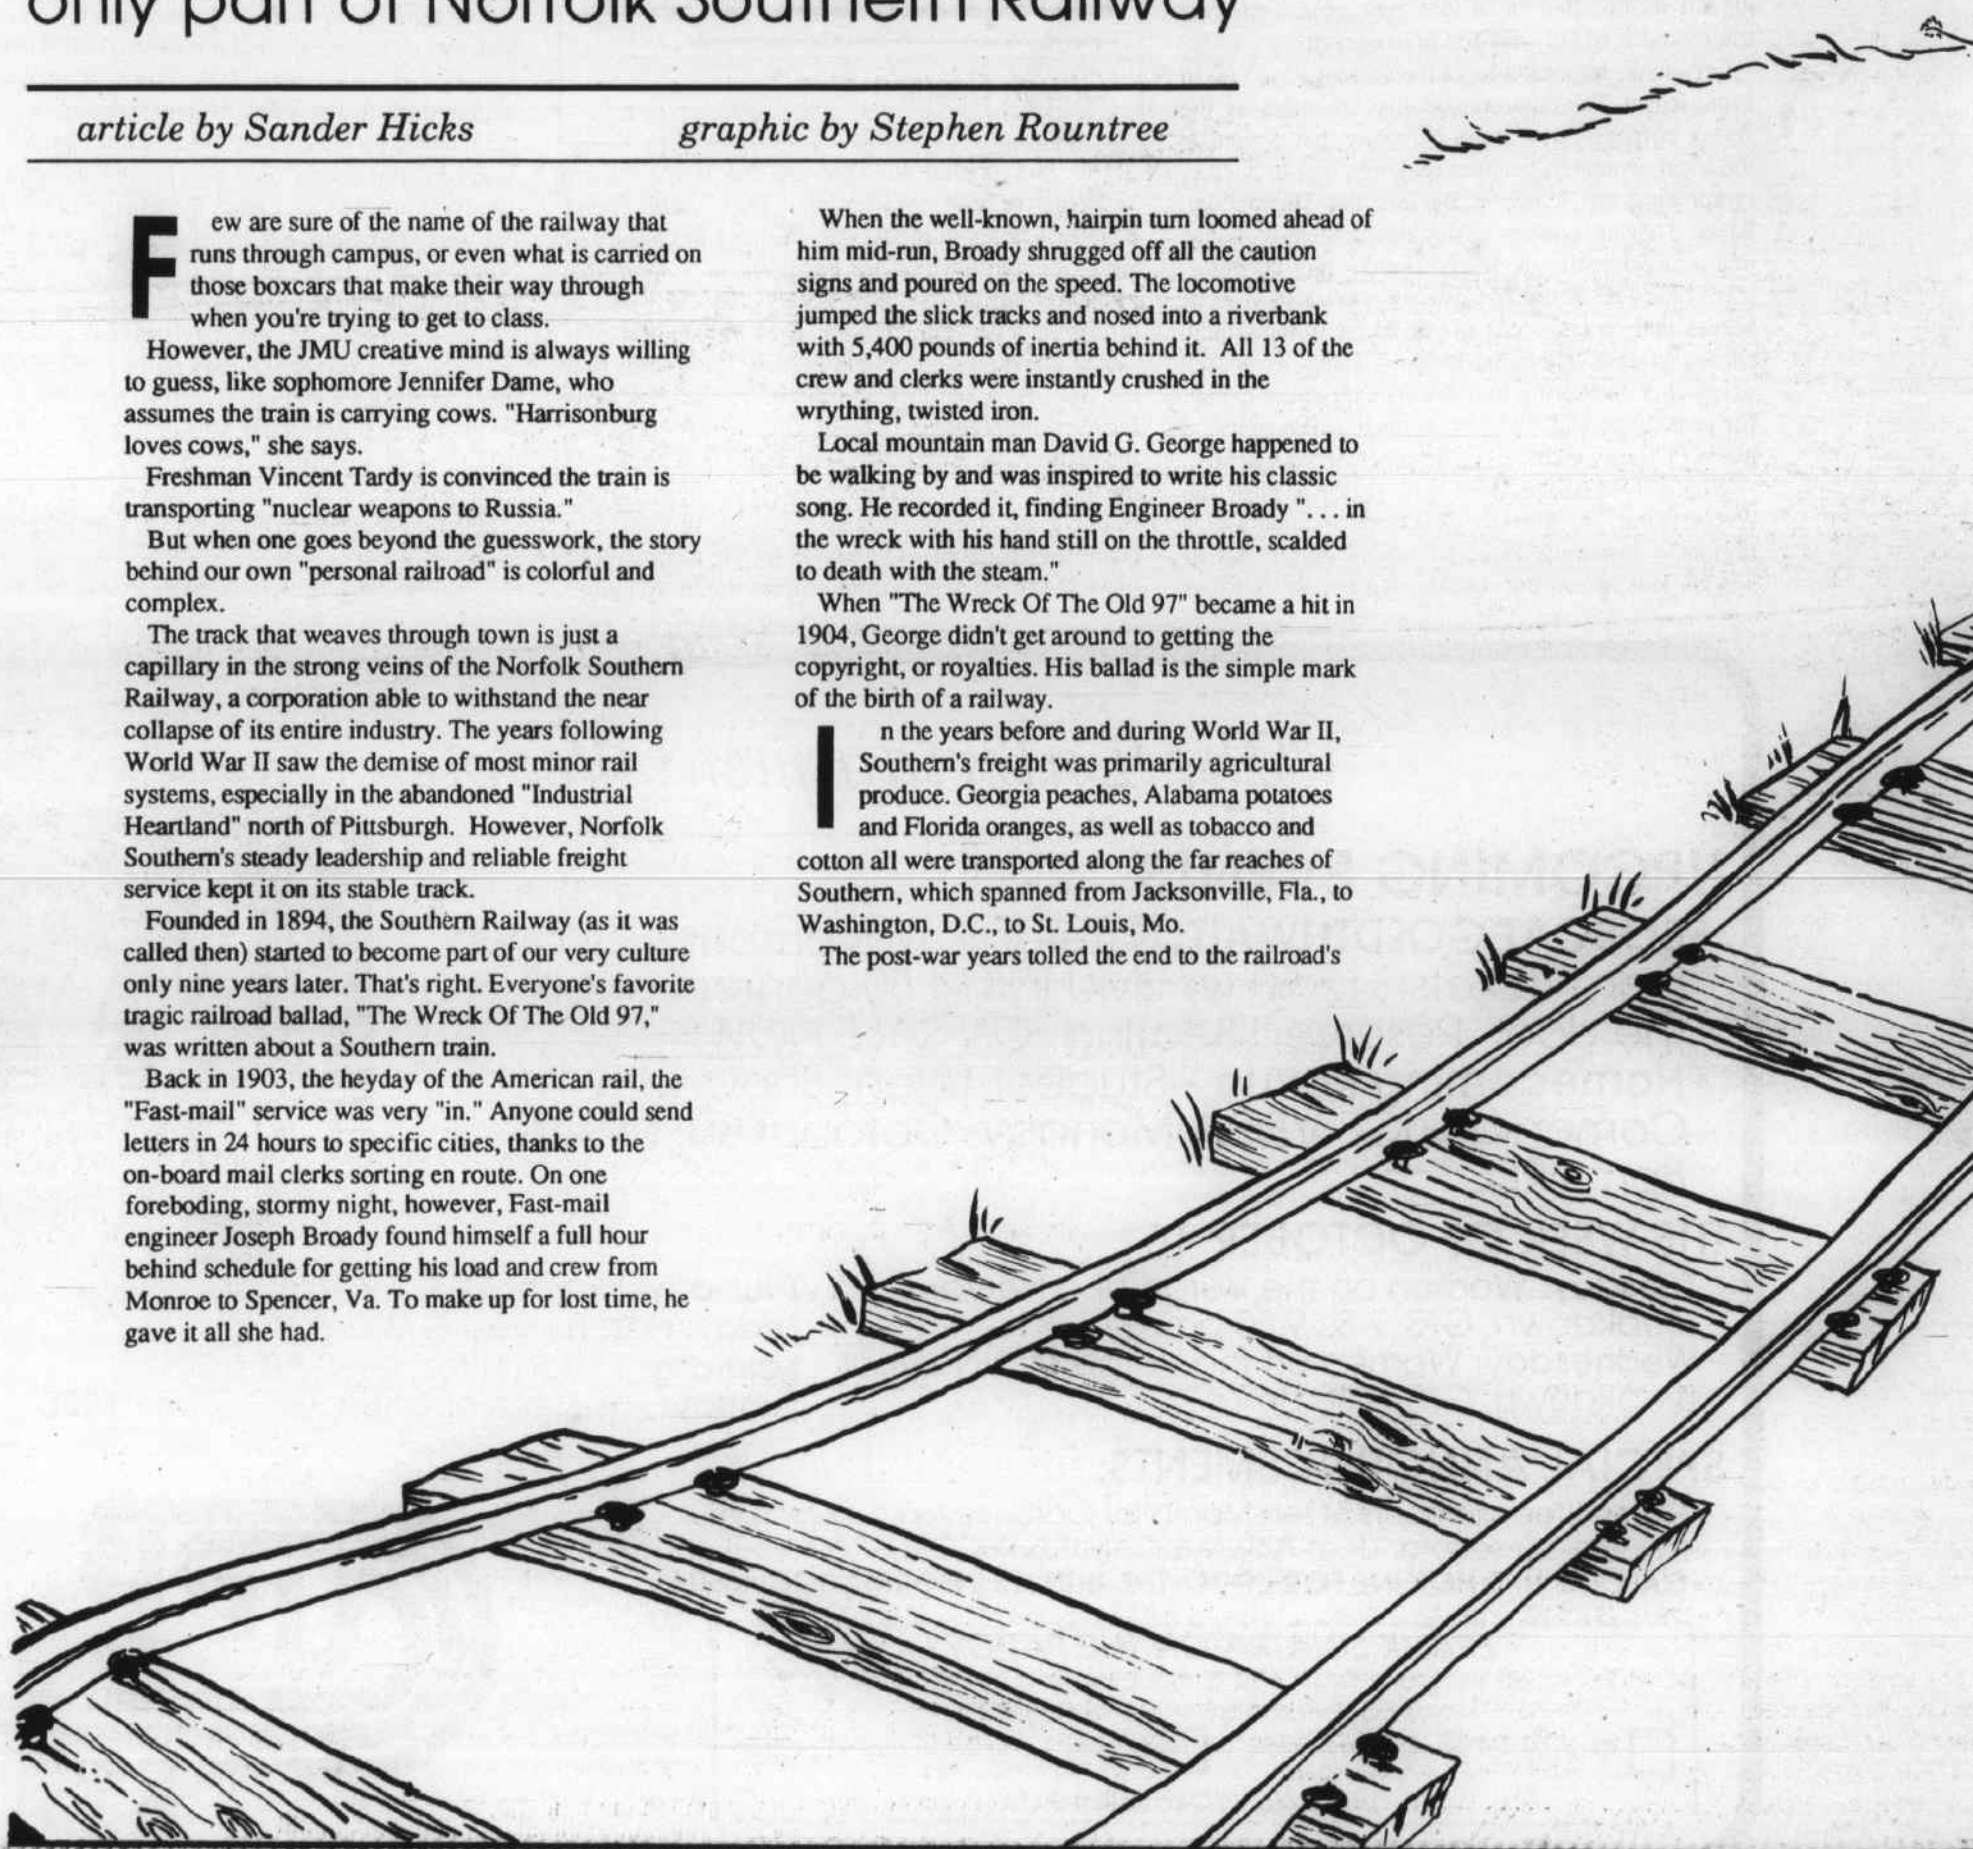 only part of Norfolk Southern Railway
article by Sander Hicks
graphic by Stephen Rountree
Few are sure of the name of the railway that
runs through campus, or even what is carried on
those boxcars that make their way through
when you're trying to get to class.
However, the JMU creative mind is always willing
to guess, like sophomore Jennifer Dame, who
assumes the train is carrying cows. "Harrisonburg
loves cows," she says.
Freshman Vincent Tardy is convinced the train is
transporting "nuclear weapons to Russia."
But when one goes beyond the guesswork, the story
behind our own "personal railroad" is colorful and
complex.
The track that weaves through town is just a
capillary in the strong veins of the Norfolk Southern
Railway, a corporation able to withstand the near
collapse of its entire industry. The years following
World War II saw the demise of most minor rail
systems, especially in the abandoned "Industrial
Heartland" north of Pittsburgh. However, Norfolk
Southern's steady leadership and reliable freight
service kept it on its stable track.
Founded in 1894, the Southern Railway (as it was
called then) started to become part of our very culture
only nine years later. That's right. Everyone's favorite
tragic railroad ballad, "The Wreck Of The Old 97,"
was written about a Southern train.
Back in 1903, the heyday of the American rail, the
"Fast-mail" service was very "in." Anyone could send
letters in 24 hours to specific cities, thanks to the
on-board mail clerks sorting en route. On one
foreboding, stormy night, however, Fast-mail
engineer Joseph Broady found himself a full hour
behind schedule for getting his load and crew from
Monroe to Spencer, Va. To make up for lost time, he
gave it all she had.
When the well-known, hairpin turn loomed ahead of
him mid-run, Broady shrugged off all the caution
signs and poured on the speed. The locomotive
jumped the slick tracks and nosed into a riverbank
with 5,400 pounds of inertia behind it. All 13 of the
crew and clerks were instantly crushed in the
wrything, twisted iron.
Local mountain man David G. George happened to
be walking by and was inspired to write his classic
song. He recorded it, finding Engineer Broady ". . . in
the wreck with his hand still on the throttle, scalded
to death with the steam."
When "The Wreck Of The Old 97" became a hit in
1904, George didn't get around to getting the
copyright, or royalties. His ballad is the simple mark
of the birth of a railway.
In the years before and during World War II,
Southern's freight was primarily agricultural
produce. Georgia peaches, Alabama potatoes
and Florida oranges, as well as tobacco and
cotton all were transported along the far reaches of
Southern, which spanned from Jacksonville, Fla., to
Washington, D.C., to St. Louis, Mo.
The post-war years tolled the end to the railroad's